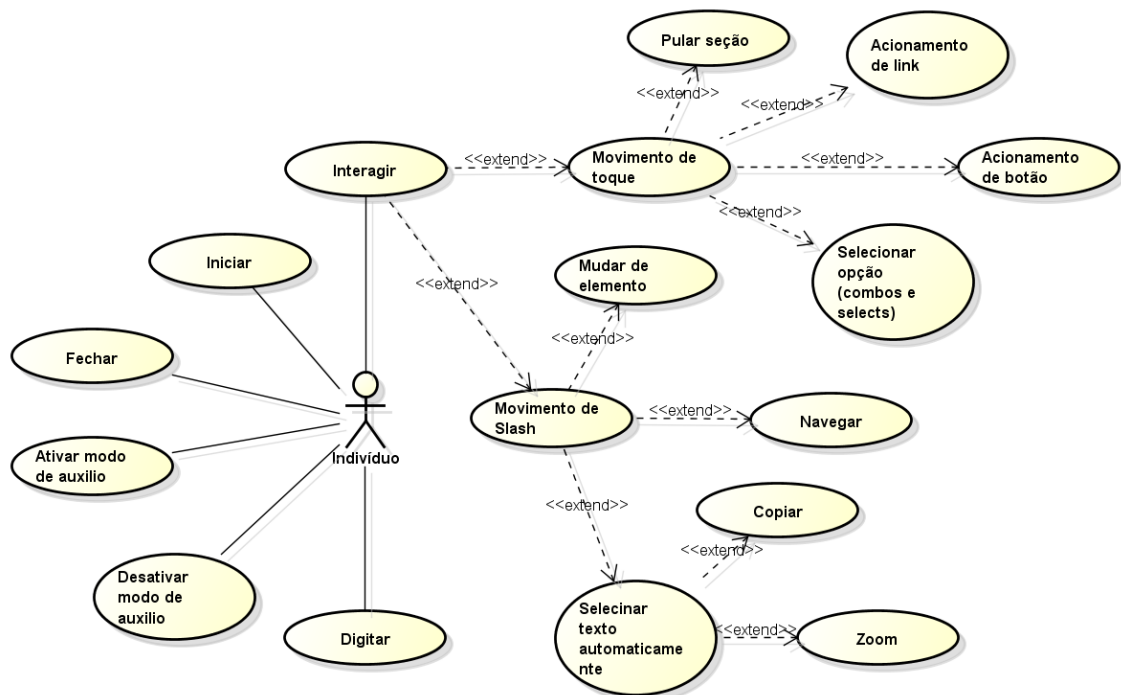 Pular seção
Acionamento
de link
<<extend>>
<<extend>>
<<extend>>
<<extend>>
Interagir
Movimento de
toque
Acionamento
de botão
<<extend>>
Selecionar
opção
(combos e
selects)
Iniciar
<<extend>>
Mudar de
elemento
<<extend>>
Fechar
Movimento de
Slash
<<extend>>
Navegar
Ativar modo
de auxilio
Indivíduo
<<extend>>
Copiar
<<extend>>
Desativar
modo de
auxilio
Digitar
Selecinar
texto
automaticame
nte
<<extend>>
Zoom